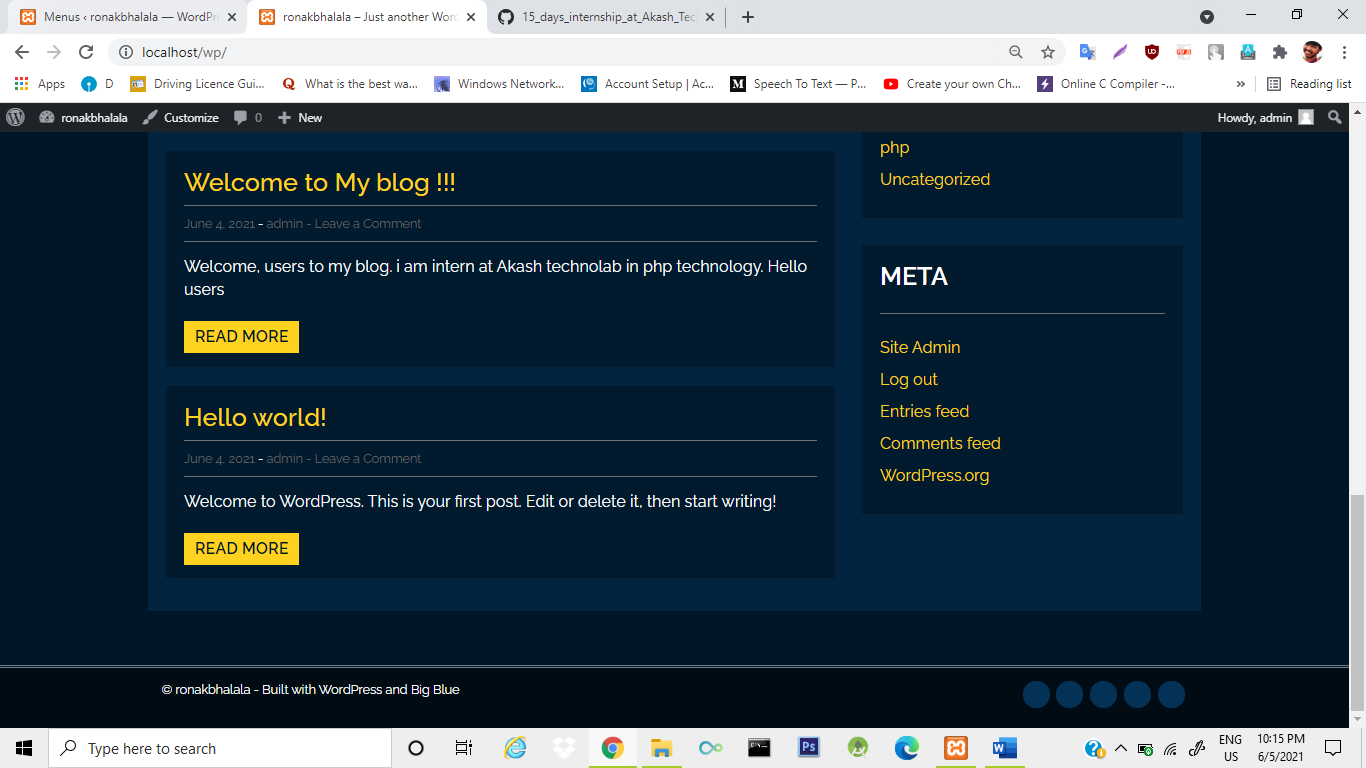 Menus ‹ ronakbhalala — WordPr
ronakbhalala – Just another Word
15_days_internship_at_Akash_Tec
localhost/wp/
Apps
D
Driving Licence Gui...
What is the best wa...
Windows Network...
Account Setup | Ac...
Speech To Text — P...
Create your own Ch...
Online C Compiler -...
»
Reading list
ronakbhalala
Customize
0
New
Howdy, admin
php
Uncategorized
Welcome to My blog !!!
June 4, 2021 - admin - Leave a Comment
Welcome, users to my blog. i am intern at Akash technolab in php technology. Hello
users
READ MORE
Hello world!
June 4, 2021 - admin - Leave a Comment
Welcome to WordPress. This is your first post. Edit or delete it, then start writing!
READ MORE
META
Site Admin
Log out
Entries feed
Comments feed
WordPress.org
© ronakbhalala - Built with WordPress and Big Blue
Type here to search
Ps
ENG
US
10:15 PM
6/5/2021